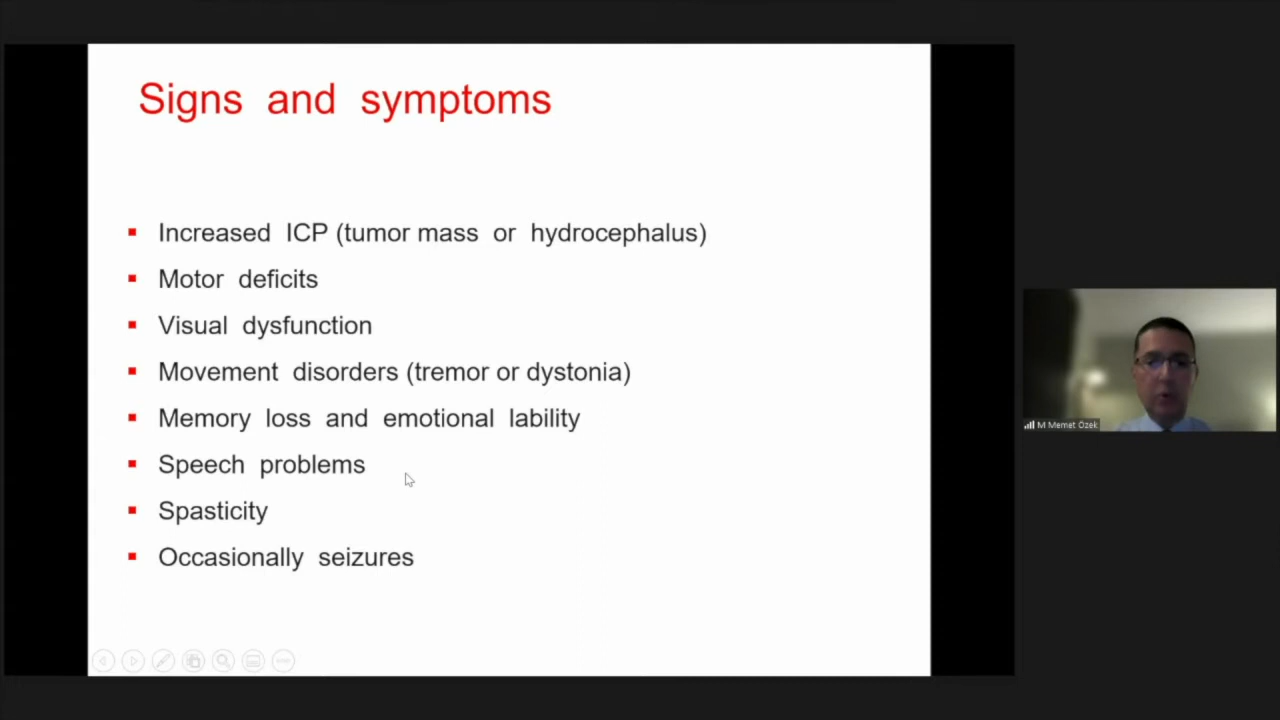 Signs and symptoms
Increased ICP (tumor mass or hydrocephalus)
Motor deficits
Visual dysfunction
Movement disorders (tremor or dystonia)
Memory loss and emotional lability
Speech problems
Spasticity
Occasionally seizures
M Memet Özek